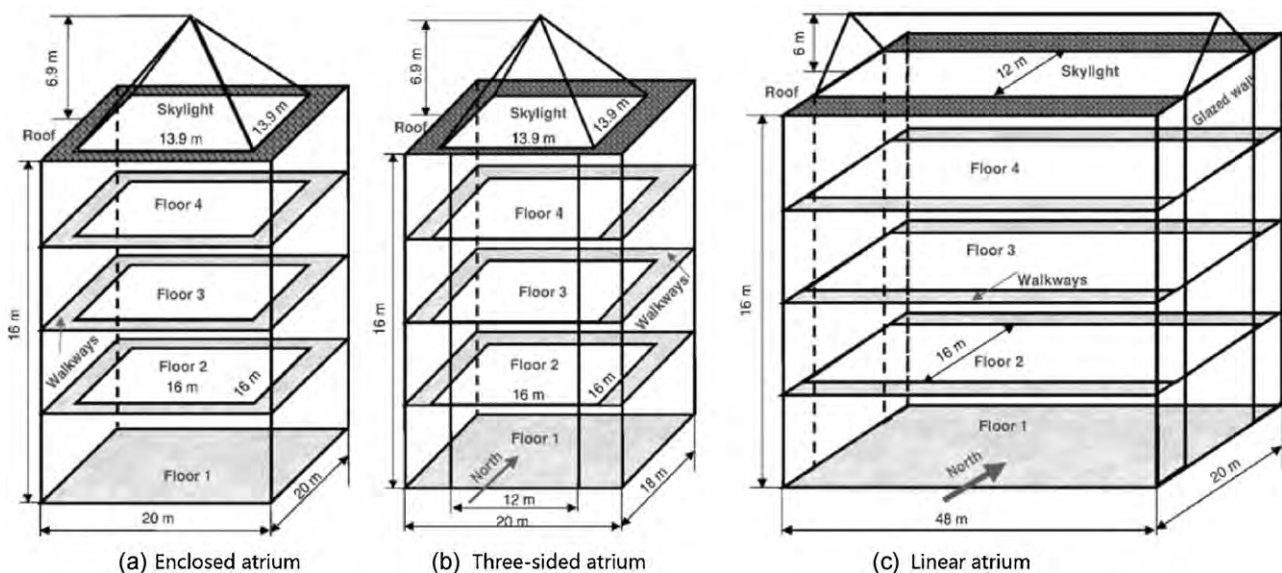 6.9 m
Skylight
13.9 m
13.9 m
Roof
Floor 4
Floor 3
Walkways
Floor 2
16 m
16 m
Floor 1
16 m
20 m
20 m
(a) Enclosed atrium
6.9 m
Skylight
13.9 m
13.9 m
Roof
Floor 4
Floor 3
Walkways
Floor 2
16 m
16 m
Floor 1
North
16 m
12 m
20 m
18 m
(b) Three-sided atrium
6 m
12 m
Skylight
Roof
Glazed wall
Floor 4
Floor 3
Walkways
16 m
Floor 2
Floor 1
North
16 m
48 m
20 m
(c) Linear atrium